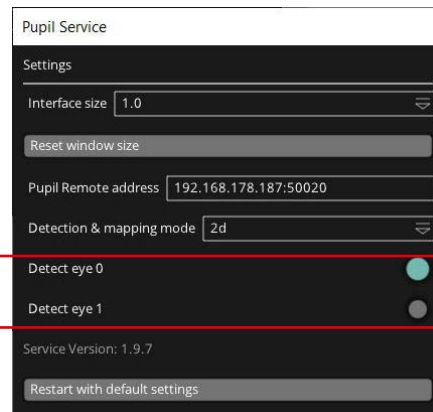 Pupil Service
Settings
Interface size 1.0
Reset window size
Pupil Remote address 192.168.178.187:50020
Detection & mapping mode 2d
Detect eye 0
Detect eye 1
Service Version: 1.9.7
Restart with default settings